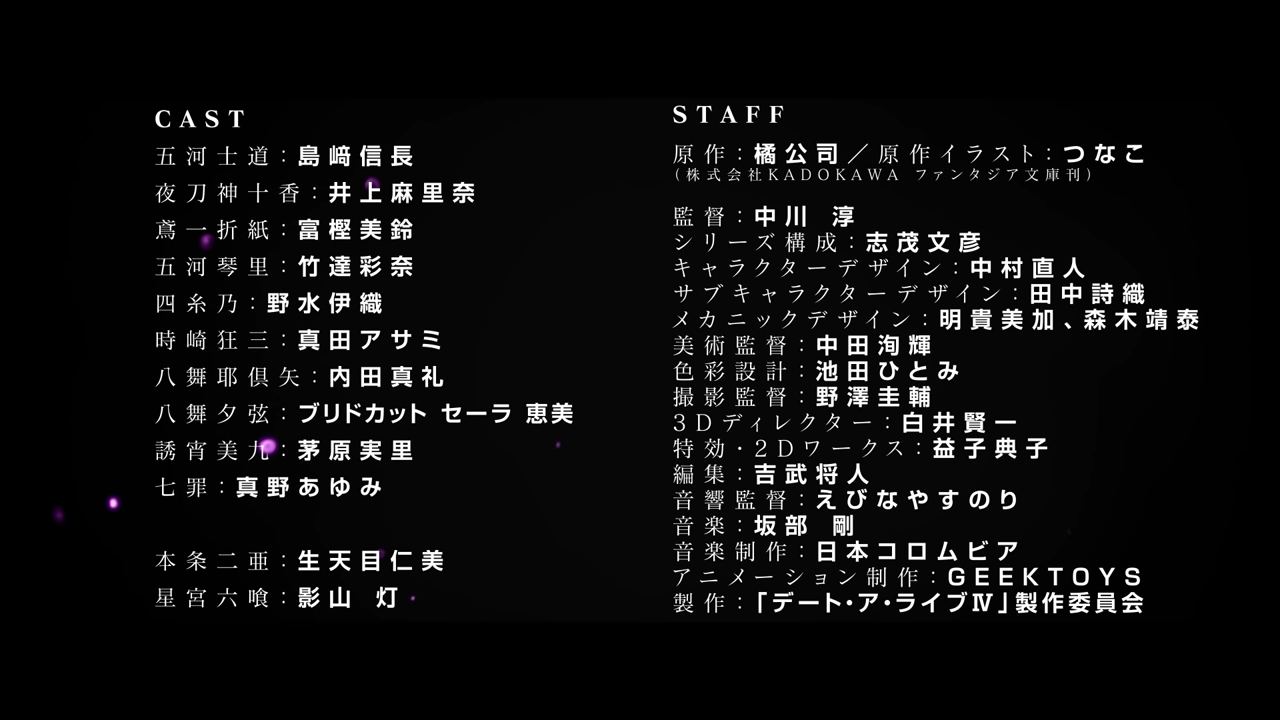 CAST
五河士道：島﨑信長
夜刀神十香：井上麻里奈
鳶一折紙：富樫美鈴
五河琴里：竹達彩奈
四糸乃：野水伊織
時崎狂三：真田アサミ
八舞耶倶矢：内田真礼
八舞夕弦：ブリドカット セーラ 恵美
誘宵美九：茅原実里
七罪：真野あゆみ
本条二亜：生天目仁美
星宮六喰：影山 灯
STAFF
原作：橘公司／原作イラスト：つなこ
（株式会社KADOKAWA ファンタジア文庫刊）
監督：中川 淳
シリーズ構成：志茂文彦
キャラクターデザイン：中村直人
サブキャラクターデザイン：田中詩織
メカニックデザイン：明貴美加、森木靖泰
美術監督：中田洵輝
色彩設計：池田ひとみ
撮影監督：野澤圭輔
3Dディレクター：白井賢一
特効・2Dワークス：益子典子
編集：吉武将人
音響監督：えびなやすのり
音楽：坂部 剛
音楽制作：日本コロムビア
アニメーション制作：GEEKTOYS
製作：「デート・ア・ライブⅣ」製作委員会